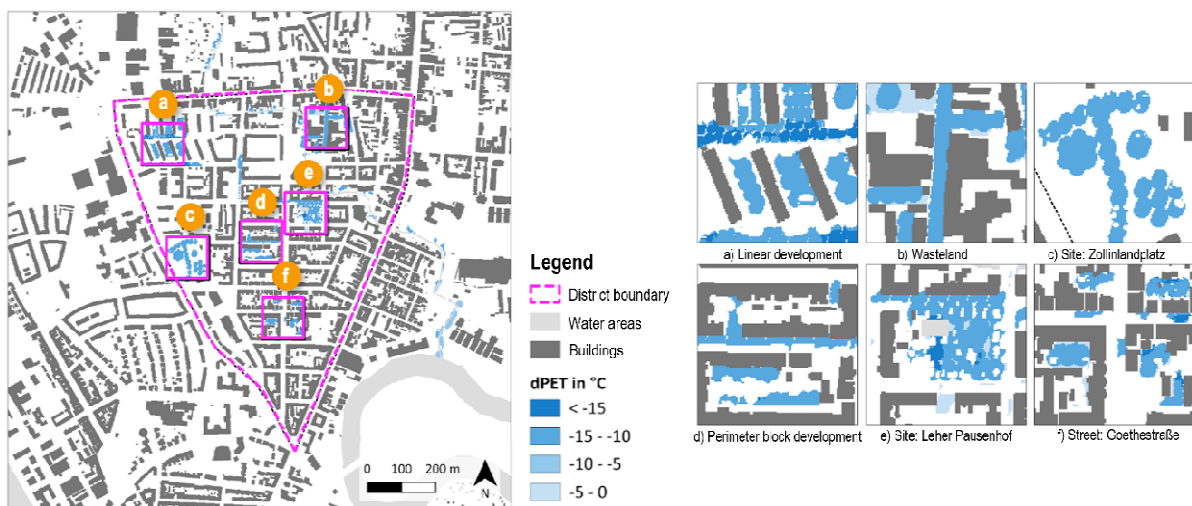 a
b
e
d
c
f
0 100 200 m
N
Legend
District boundary
Water areas
Buildings
dPET in °C
< -15
-15 - -10
-10 - -5
-5 - 0
a) Linear development
b) Wasteland
c) Site: Zollinlandplatz
d) Perimeter block development
e) Site: Leher Pausenhof
f) Street: Goethestraße